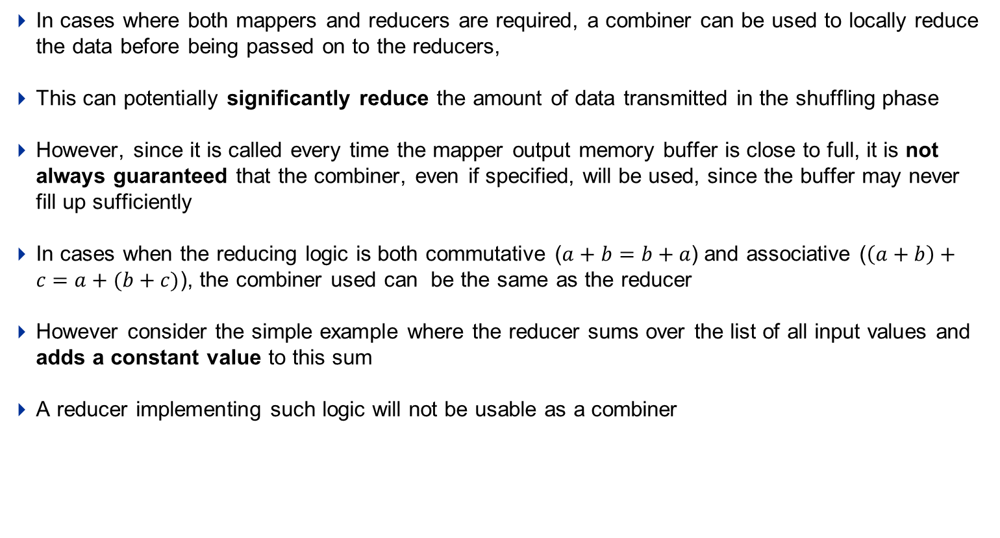 In cases where both mappers and reducers are required, a combiner can be used to locally reduce
the data before being passed on to the reducers,
This can potentially significantly reduce the amount of data transmitted in the shuffling phase
However, since it is called every time the mapper output memory buffer is close to full, it is not
always guaranteed that the combiner, even if specified, will be used, since the buffer may never
fill up sufficiently
In cases when the reducing logic is both commutative (𝑎 + 𝑏 = 𝑏 + 𝑎) and associative ((𝑎 + 𝑏) +
𝑐 = 𝑎 + (𝑏 + 𝑐)), the combiner used can be the same as the reducer
However consider the simple example where the reducer sums over the list of all input values and
adds a constant value to this sum
A reducer implementing such logic will not be usable as a combiner